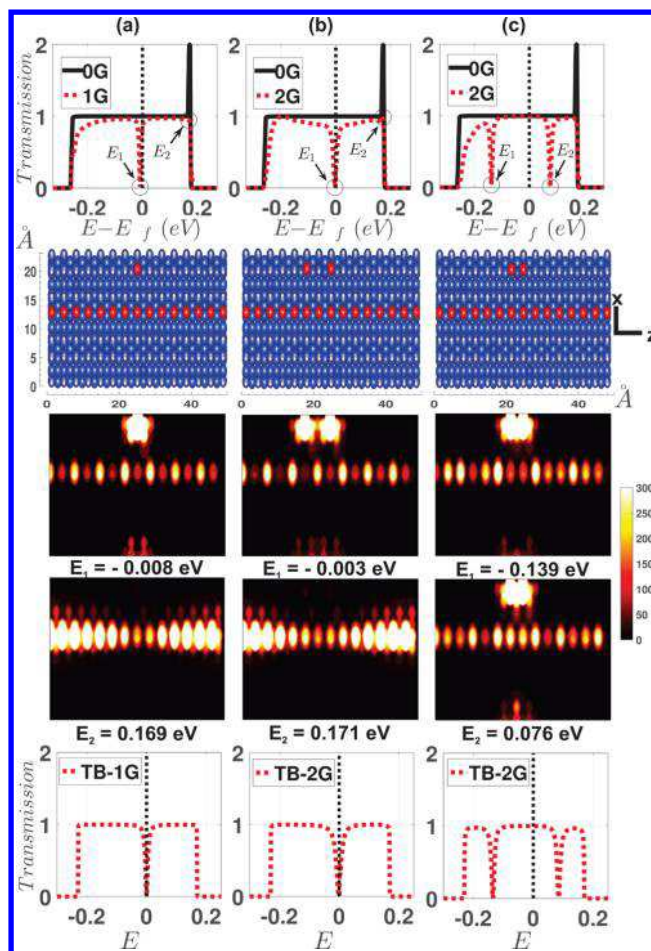 (a) (b) (c)
Transmission
2
1
0
0G
1G
E1
E2
-0.2 0 0.2
E−E f (eV)
2
1
0
0G
2G
E1
E2
-0.2 0 0.2
E−E f (eV)
2
1
0
0G
2G
E1
E2
-0.2 0 0.2
E−E f (eV)
Å
20
15
10
5
0
0 20 40
0 20 40
0 20 40
Å
x
z
E1 = - 0.008 eV
E1 = - 0.003 eV
E1 = -0.139 eV
300
250
200
150
100
50
0
E2 = 0.169 eV
E2 = 0.171 eV
E2 = 0.076 eV
Transmission
2
1
0
TB-1G
-0.2 0 0.2
E
2
1
0
TB-2G
-0.2 0 0.2
E
2
1
0
TB-2G
-0.2 0 0.2
E